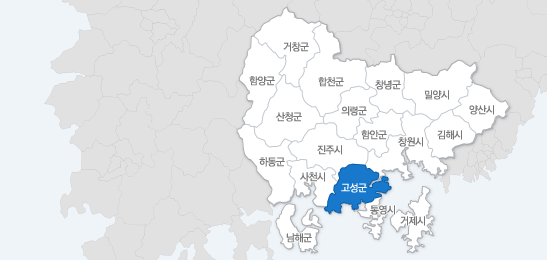 거창군
함양군
합천군
창녕군
밀양시
양산시
산청군
의령군
함안군
창원시
김해시
진주시
하동군
사천시
고성군
통영시
거제시
남해군